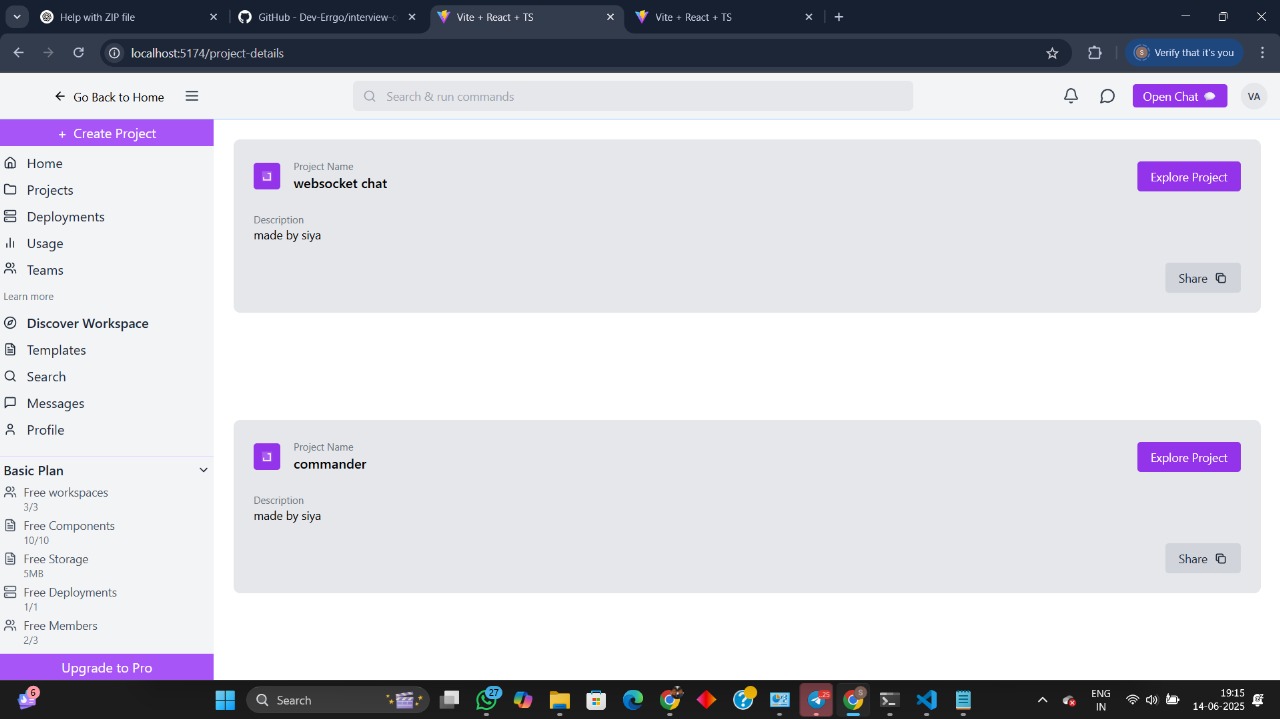 Help with ZIP file
GitHub - Dev-Errgo/interview-c
Vite + React + TS
Vite + React + TS
localhost:5174/project-details
Verify that it's you
S
Go Back to Home
Search & run commands
Open Chat
VA
+ Create Project
Home
Projects
Deployments
Usage
Teams
Learn more
Discover Workspace
Templates
Search
Messages
Profile
Basic Plan
Free workspaces
3/3
Free Components
10/10
Free Storage
5MB
Free Deployments
1/1
Free Members
2/3
Upgrade to Pro
Project Name
websocket chat
Explore Project
Description
made by siya
Share
Project Name
commander
Explore Project
Description
made by siya
Share
6
Search
27
25
S
ENG
IN
19:15
14-06-2025